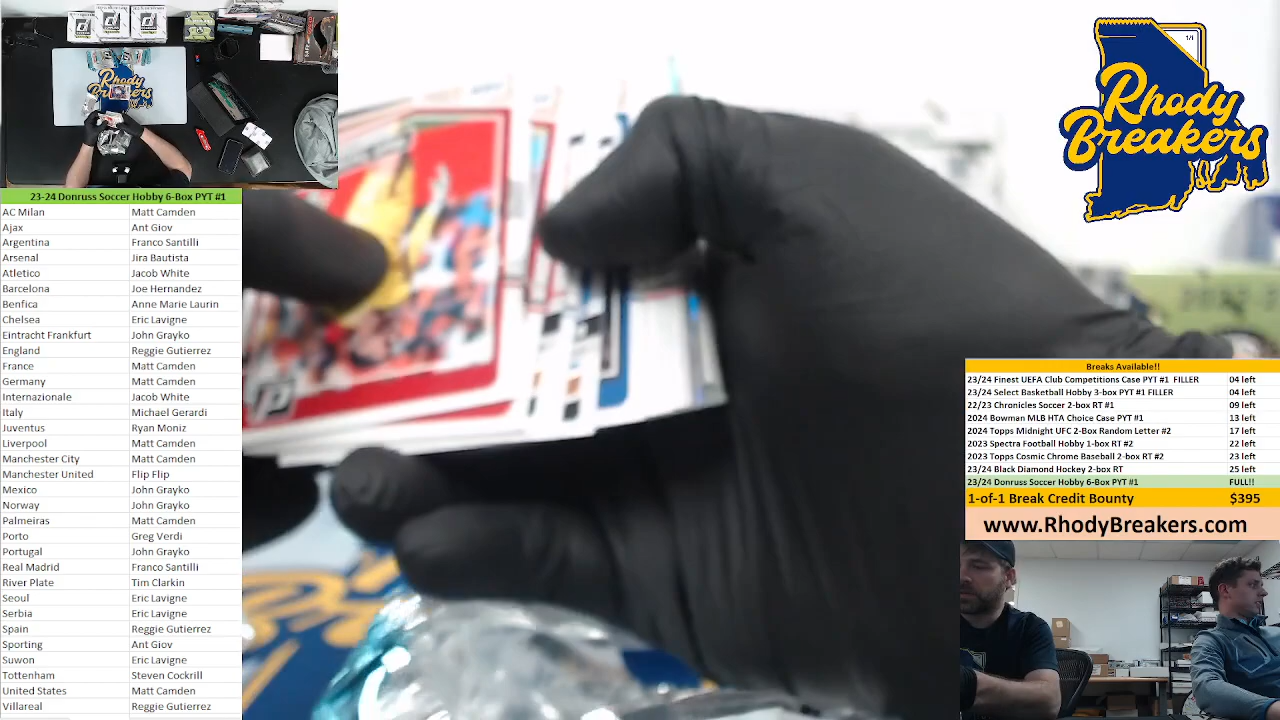 23-24 Donruss Soccer Hobby 6-Box PYT #1
AC Milan Matt Camden
Ajax Ant Giov
Argentina Franco Santilli
Arsenal Jira Bautista
Atletico Jacob White
Barcelona Joe Hernandez
Benfica Anne Marie Laurin
Chelsea Eric Lavigne
Eintracht Frankfurt John Grayko
England Reggie Gutierrez
France Matt Camden
Germany Matt Camden
Internazionale Jacob White
Italy Michael Gerardi
Juventus Ryan Moniz
Liverpool Matt Camden
Manchester City Matt Camden
Manchester United Flip Flip
Mexico John Grayko
Norway John Grayko
Palmeiras Matt Camden
Porto Greg Verdi
Portugal John Grayko
Real Madrid Franco Santilli
River Plate Tim Clarkin
Seoul Eric Lavigne
Serbia Eric Lavigne
Spain Reggie Gutierrez
Sporting Ant Giov
Suwon Eric Lavigne
Tottenham Steven Cockrill
United States Matt Camden
Villareal Reggie Gutierrez
Rhody
Breakers
1/1
Rhody
Breakers
Breaks Available!!
23/24 Finest UEFA Club Competitions Case PYT #1 FILLER 04 left
23/24 Select Basketball Hobby 3-box PYT #1 FILLER 04 left
22/23 Chronicles Soccer 2-box RT #1 09 left
2024 Bowman MLB HTA Choice Case PYT #1 13 left
2024 Topps Midnight UFC 2-Box Random Letter #2 17 left
2023 Spectra Football Hobby 1-box RT #2 22 left
2023 Topps Cosmic Chrome Baseball 2-box RT #2 23 left
23/24 Black Diamond Hockey 2-box RT 25 left
23/24 Donruss Soccer Hobby 6-Box PYT #1 FULL!!
1-of-1 Break Credit Bounty $395
www.RhodyBreakers.com